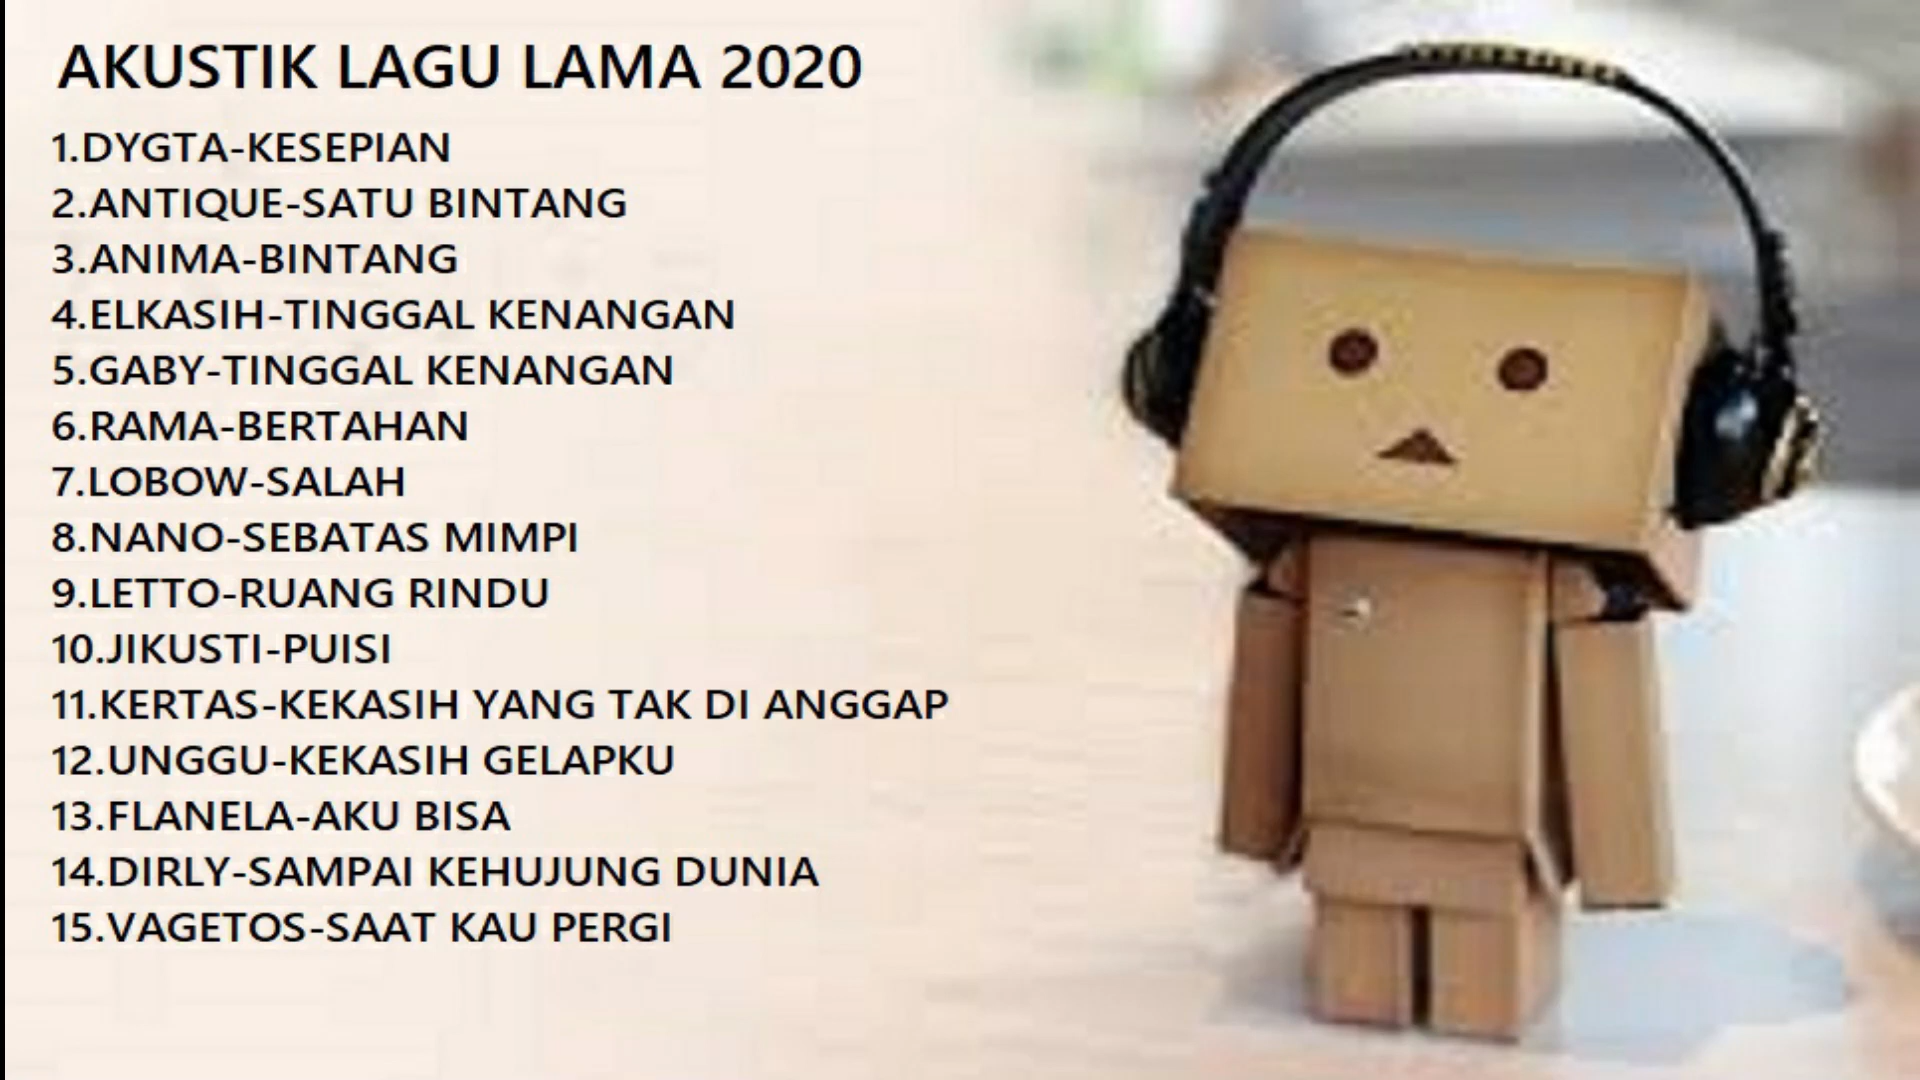 AKUSTIK LAGU LAMA 2020
1.DYGTA-KESEPIAN
2.ANTIQUE-SATU BINTANG
3.ANIMA-BINTANG
4.ELKASIH-TINGGAL KENANGAN
5.GABY-TINGGAL KENANGAN
6.RAMA-BERTAHAN
7.LOBOW-SALAH
8.NANO-SEBATAS MIMPI
9.LETTO-RUANG RINDU
10.JIKUSTI-PUISI
11.KERTAS-KEKASIH YANG TAK DI ANGGAP
12.UNGGU-KEKASIH GELAPKU
13.FLANELA-AKU BISA
14.DIRLY-SAMPAI KEHUJUNG DUNIA
15.VAGETOS-SAAT KAU PERGI